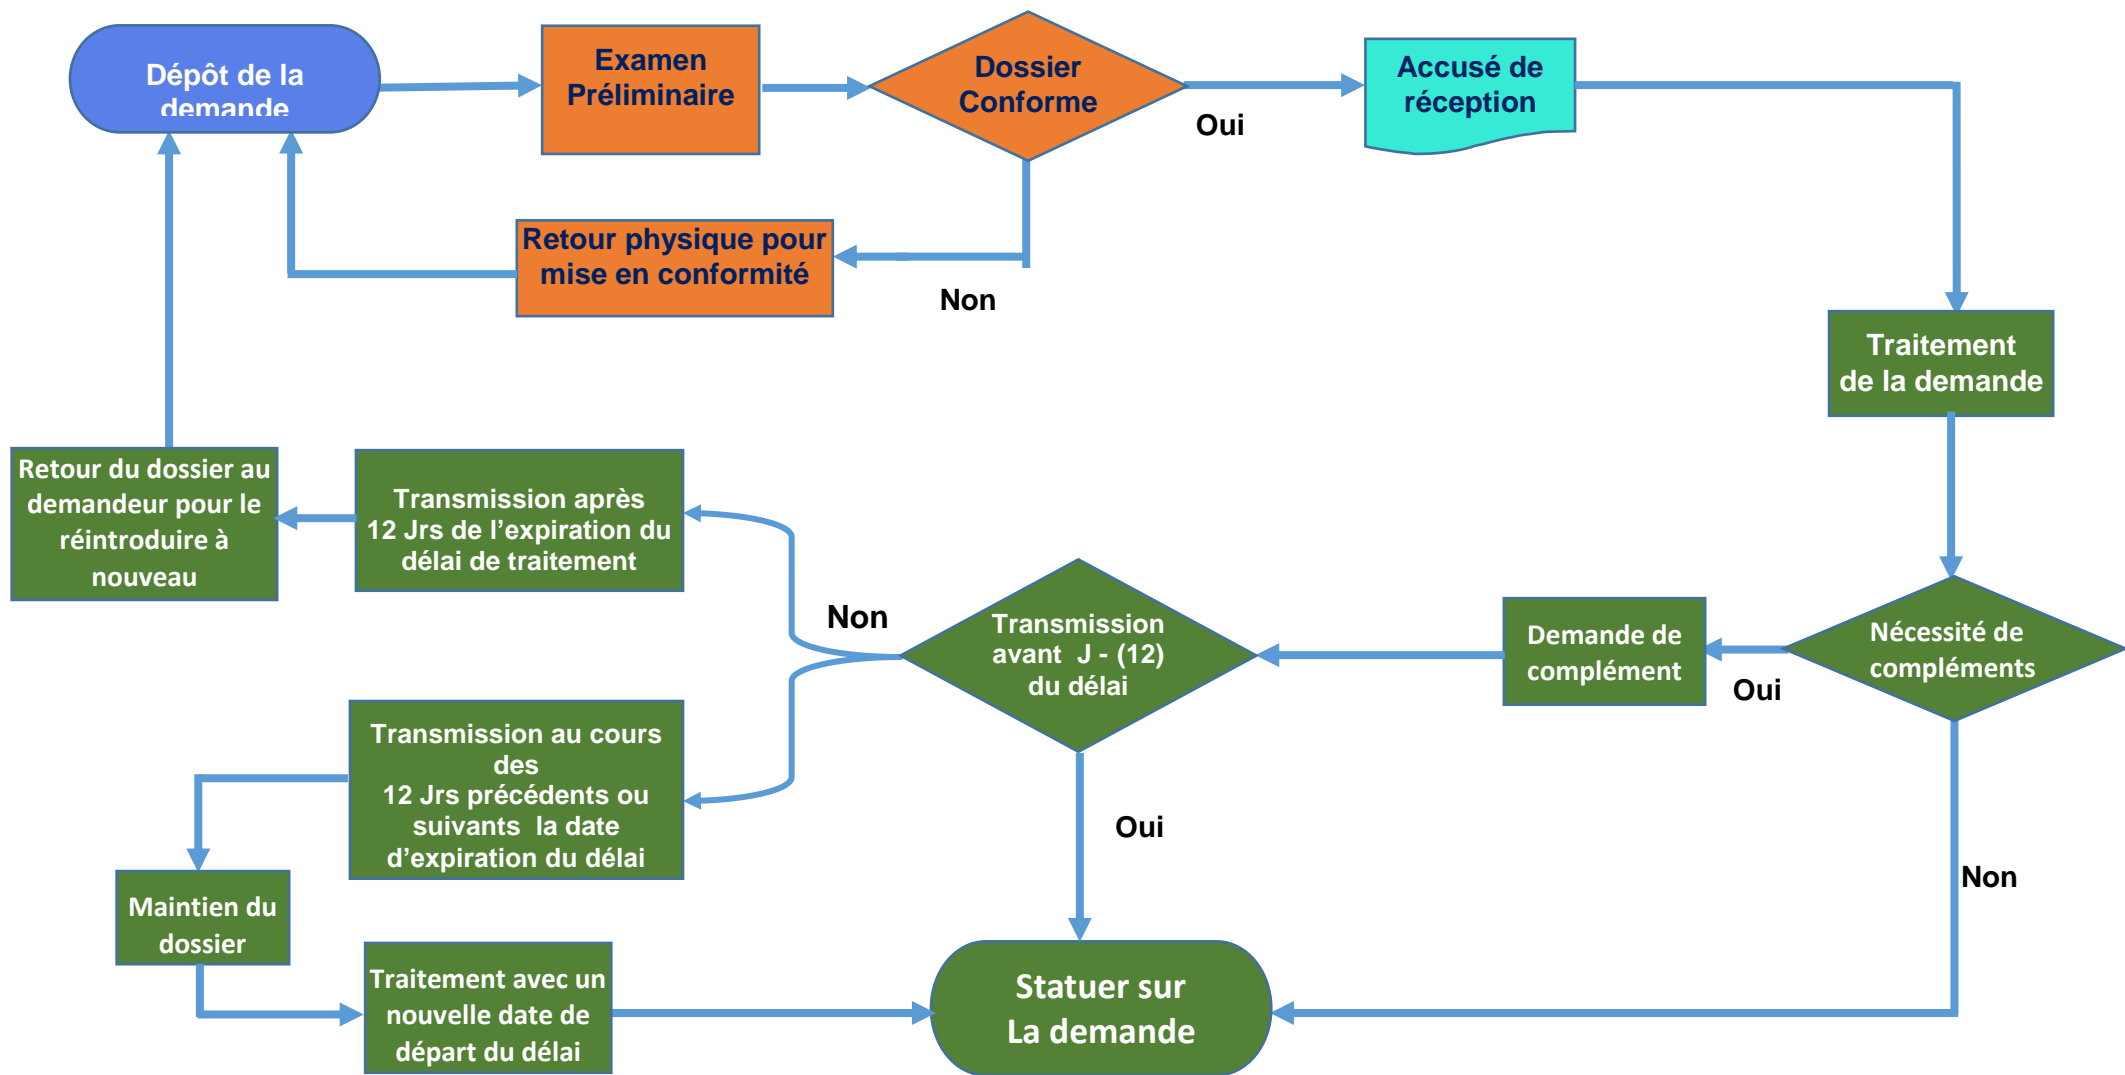 Dépôt de la
demande
Examen
Préliminaire
Dossier
Conforme
Oui
Accusé de
réception
Retour physique pour
mise en conformité
Non
Traitement
de la demande
Retour du dossier au
demandeur pour le
réintroduire à
nouveau
Transmission après
12 Jrs de l’expiration du
délai de traitement
Non
Transmission
avant J - (12)
du délai
Demande de
complément
Oui
Nécessité de
compléments
Transmission au cours
des
12 Jrs précédents ou
suivants la date
d’expiration du délai
Oui
Non
Maintien du
dossier
Traitement avec un
nouvelle date de
départ du délai
Statuer sur
La demande